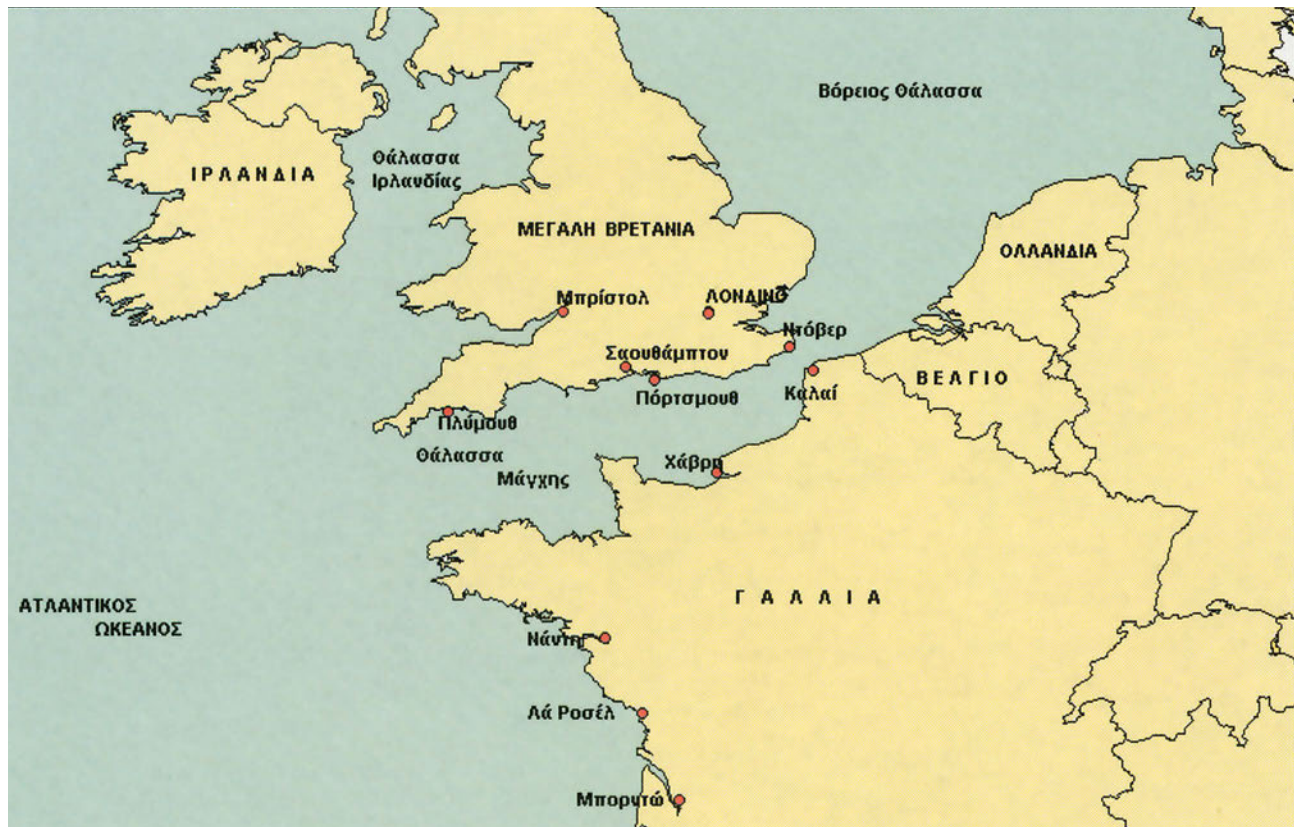 Βόρειος Θάλασσα
Θάλασσα
Ιρλανδίας
ΙΡΛΑΝΔΙΑ
ΜΕΓΑΛΗ ΒΡΕΤΑΝΙΑ
ΟΛΛΑΝΔΙΑ
Μπρίστολ
ΛΟΝΔΙΝΟ
Ντόβερ
Σαουθάμπτον
ΒΕΛΓΙΟ
Πόρτσμουθ
Καλαί
Πλύμουθ
Θάλασσα
Μάγχης
Χάβρη
ΓΑΛΛΙΑ
ΑΤΛΑΝΤΙΚΟΣ
ΩΚΕΑΝΟΣ
Νάντη
Λά Ροσέλ
Μπορντώ